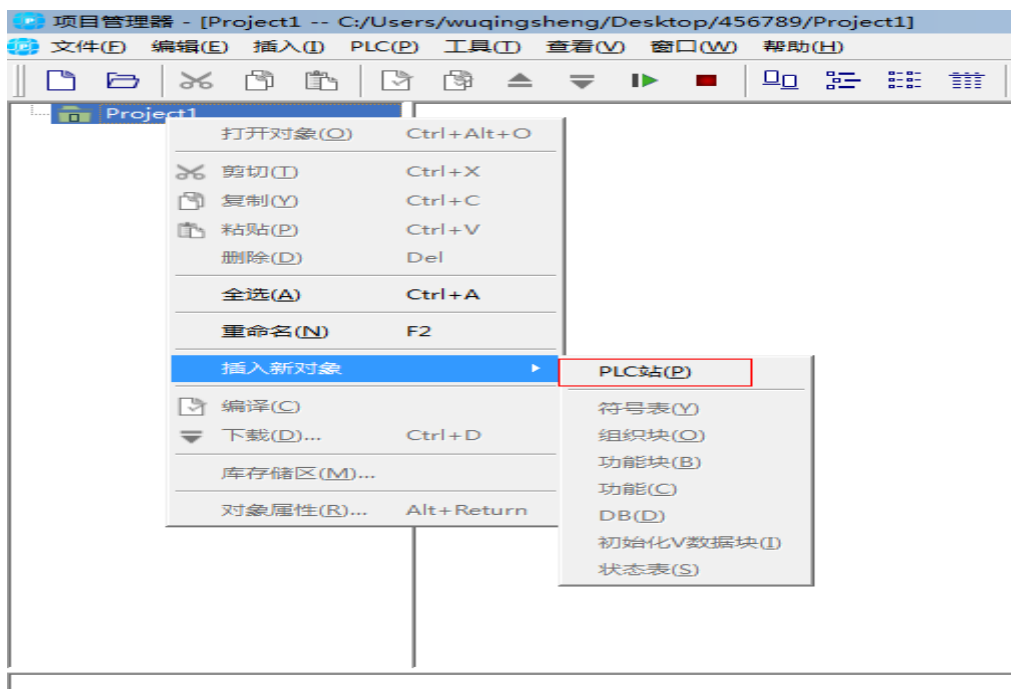 项目管理器 - [Project1 -- C:/Users/wuqingsheng/Desktop/456789/Project1]
文件(F) 编辑(E) 插入(I) PLC(P) 工具(T) 查看(V) 窗口(W) 帮助(H)
Project1
打开对象(O) Ctrl+Alt+O
剪切(T) Ctrl+X
复制(Y) Ctrl+C
粘贴(P) Ctrl+V
删除(D) Del
全选(A) Ctrl+A
重命名(N) F2
插入新对象
PLC站(P)
编译(C)
符号表(Y)
下载(D)... Ctrl+D
组织块(O)
功能块(B)
库存储区(M)...
功能(C)
对象属性(R)... Alt+Return
DB(D)
初始化V数据块(I)
状态表(S)